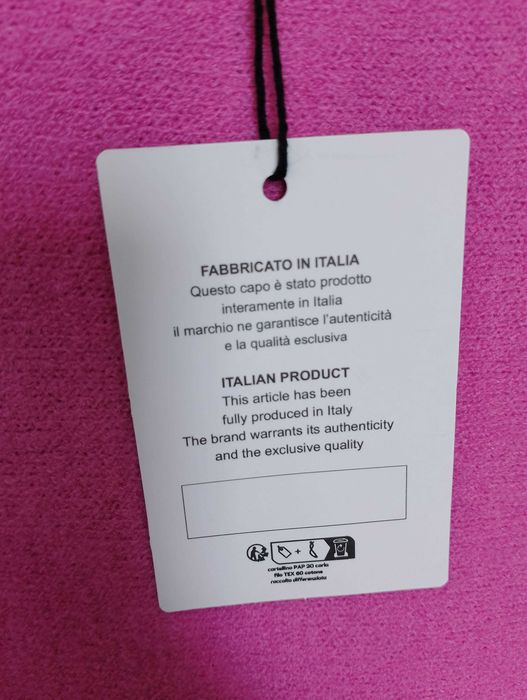 FABBRICATO IN ITALIA
Questo capo è stato prodotto
interamente in Italia
il marchio ne garantisce l'autenticità
e la qualità esclusiva
ITALIAN PRODUCT
This article has been
fully produced in Italy
The brand warrants its authenticity
and the exclusive quality
+
cartellino PAP 20 carta
filo TEX 60 cotone
raccolta differenziata